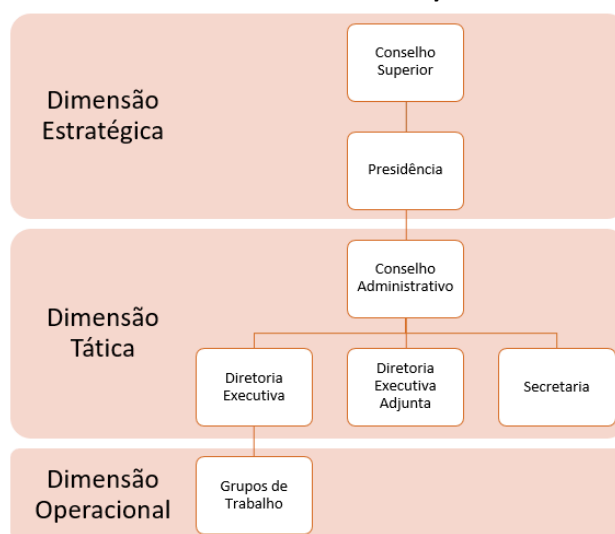 Dimensão
Estratégica
Conselho
Superior
Presidência
Dimensão
Tática
Conselho
Administrativo
Diretoria
Executiva
Diretoria
Executiva
Adjunta
Secretaria
Dimensão
Operacional
Grupos de
Trabalho